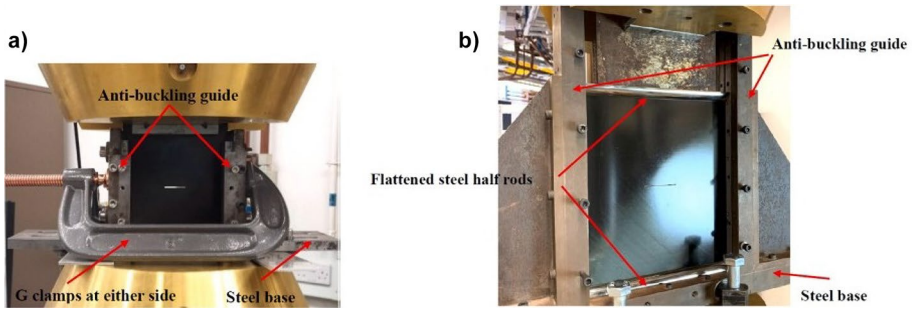 a)
Anti-buckling guide
G clamps at either side
Steel base
b)
Anti-buckling guide
Flattened steel half rods
Steel base